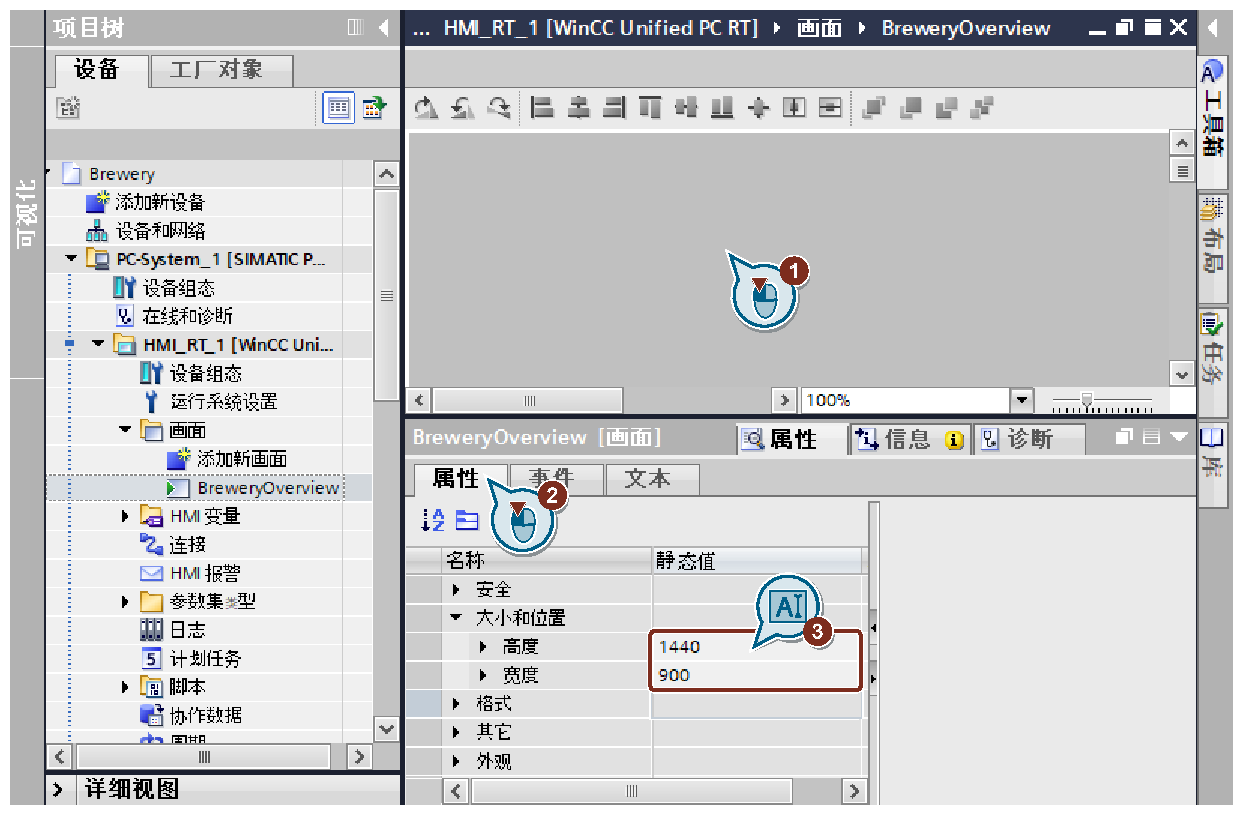 项目树
... HMI_RT_1 [WinCC Unified PC RT] 画面 BreweryOverview
设备
工厂对象
可视化
Brewery
添加新设备
设备和网络
PC-System_1 [SIMATIC P...
设备组态
在线和诊断
HMI_RT_1 [WinCC Uni...
设备组态
运行系统设置
画面
添加新画面
BreweryOverview
HMI 变量
连接
HMI 报警
参数集类型
日志
计划任务
脚本
协作数据
周期
详细视图
1
100%
BreweryOverview [画面]
属性
信息
诊断
属性
事件
文本
2
名称
静态值
安全
大小和位置
高度
1440
宽度
900
3
格式
其它
外观
工具箱
布局
任务
库